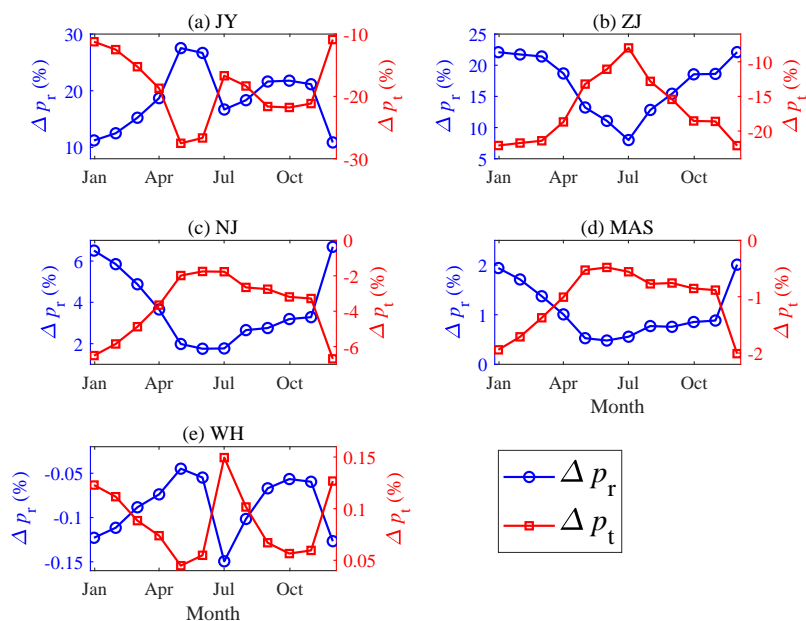 (a) JY
30
20
10
Δ p_r (%)
-10
-20
-30
Δ p_t (%)
Jan Apr Jul Oct
(b) ZJ
25
20
15
10
5
Δ p_r (%)
-10
-15
-20
Δ p_t (%)
Jan Apr Jul Oct
(c) NJ
6
4
2
Δ p_r (%)
0
-2
-4
-6
Δ p_t (%)
Jan Apr Jul Oct
(d) MAS
2
1
0
Δ p_r (%)
0
-1
-2
Δ p_t (%)
Jan Apr Jul Oct
Month
(e) WH
-0.05
-0.1
-0.15
Δ p_r (%)
0.15
0.1
0.05
Δ p_t (%)
Jan Apr Jul Oct
Month
Δ p_r
Δ p_t